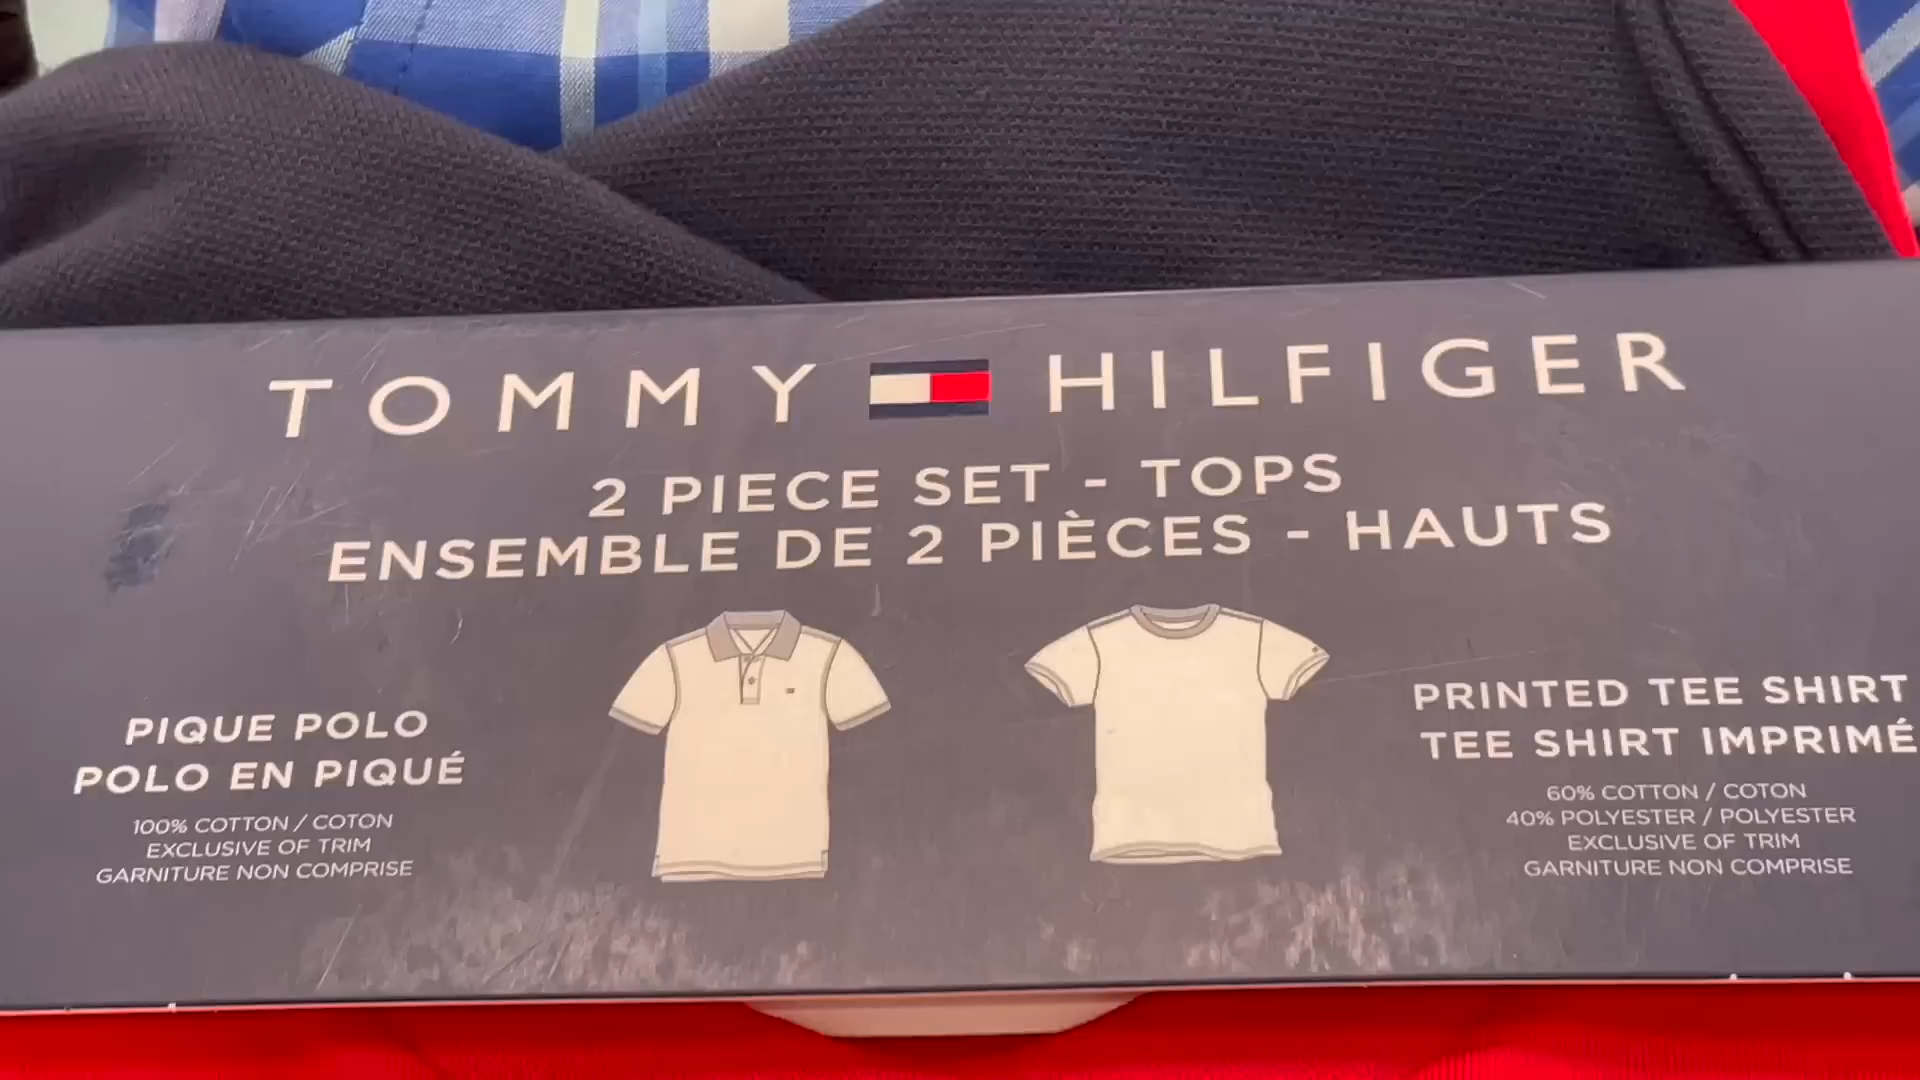 TOMMY HILFIGER
2 PIECE SET - TOPS
ENSEMBLE DE 2 PIÈCES - HAUTS
PIQUE POLO
POLO EN PIQUÉ
100% COTTON / COTON
EXCLUSIVE OF TRIM
GARNITURE NON COMPRISE
PRINTED TEE SHIRT
TEE SHIRT IMPRIMÉ
60% COTTON / COTON
40% POLYESTER / POLYESTER
EXCLUSIVE OF TRIM
GARNITURE NON COMPRISE